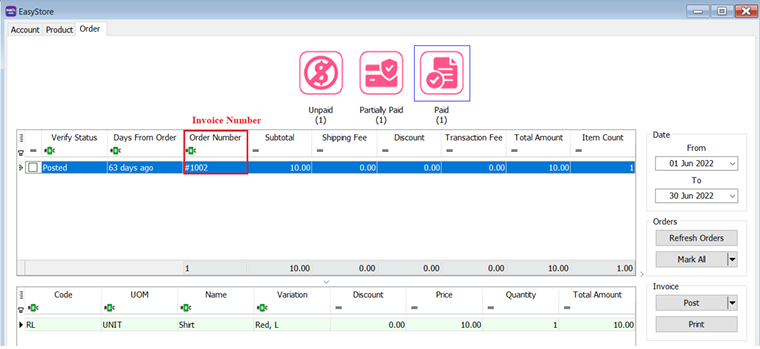 EasyStore
Account Product Order
Unpaid
(1)
Partially Paid
(1)
Paid
(1)
Invoice Number
Verify Status Days From Order Order Number Subtotal Shipping Fee Discount Transaction Fee Total Amount Item Count
Posted 63 days ago #1002 10.00 0.00 0.00 0.00 10.00 1
1 10.00 0.00 0.00 0.00 10.00 1.00
Code UOM Name Variation Discount Price Quantity Total Amount
RL UNIT Shirt Red, L 0.00 10.00 1 10.00
Date
From
01 Jun 2022
To
30 Jun 2022
Orders
Refresh Orders
Mark All
Invoice
Post
Print